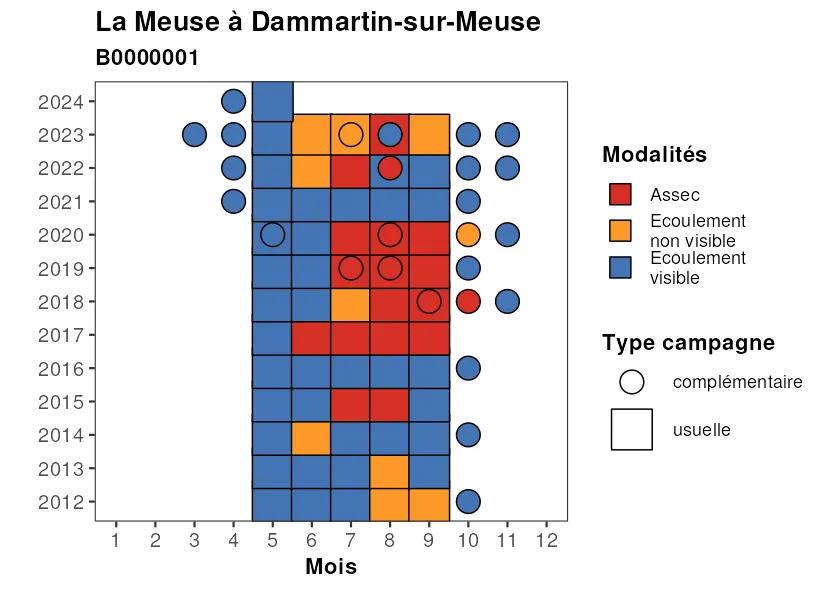 La Meuse à Dammartin-sur-Meuse
B0000001
2024
2023
2022
2021
2020
2019
2018
2017
2016
2015
2014
2013
2012
1 2 3 4 5 6 7 8 9 10 11 12
Mois
Modalités
Assec
Ecoulement
non visible
Ecoulement
visible
Type campagne
complémentaire
usuelle